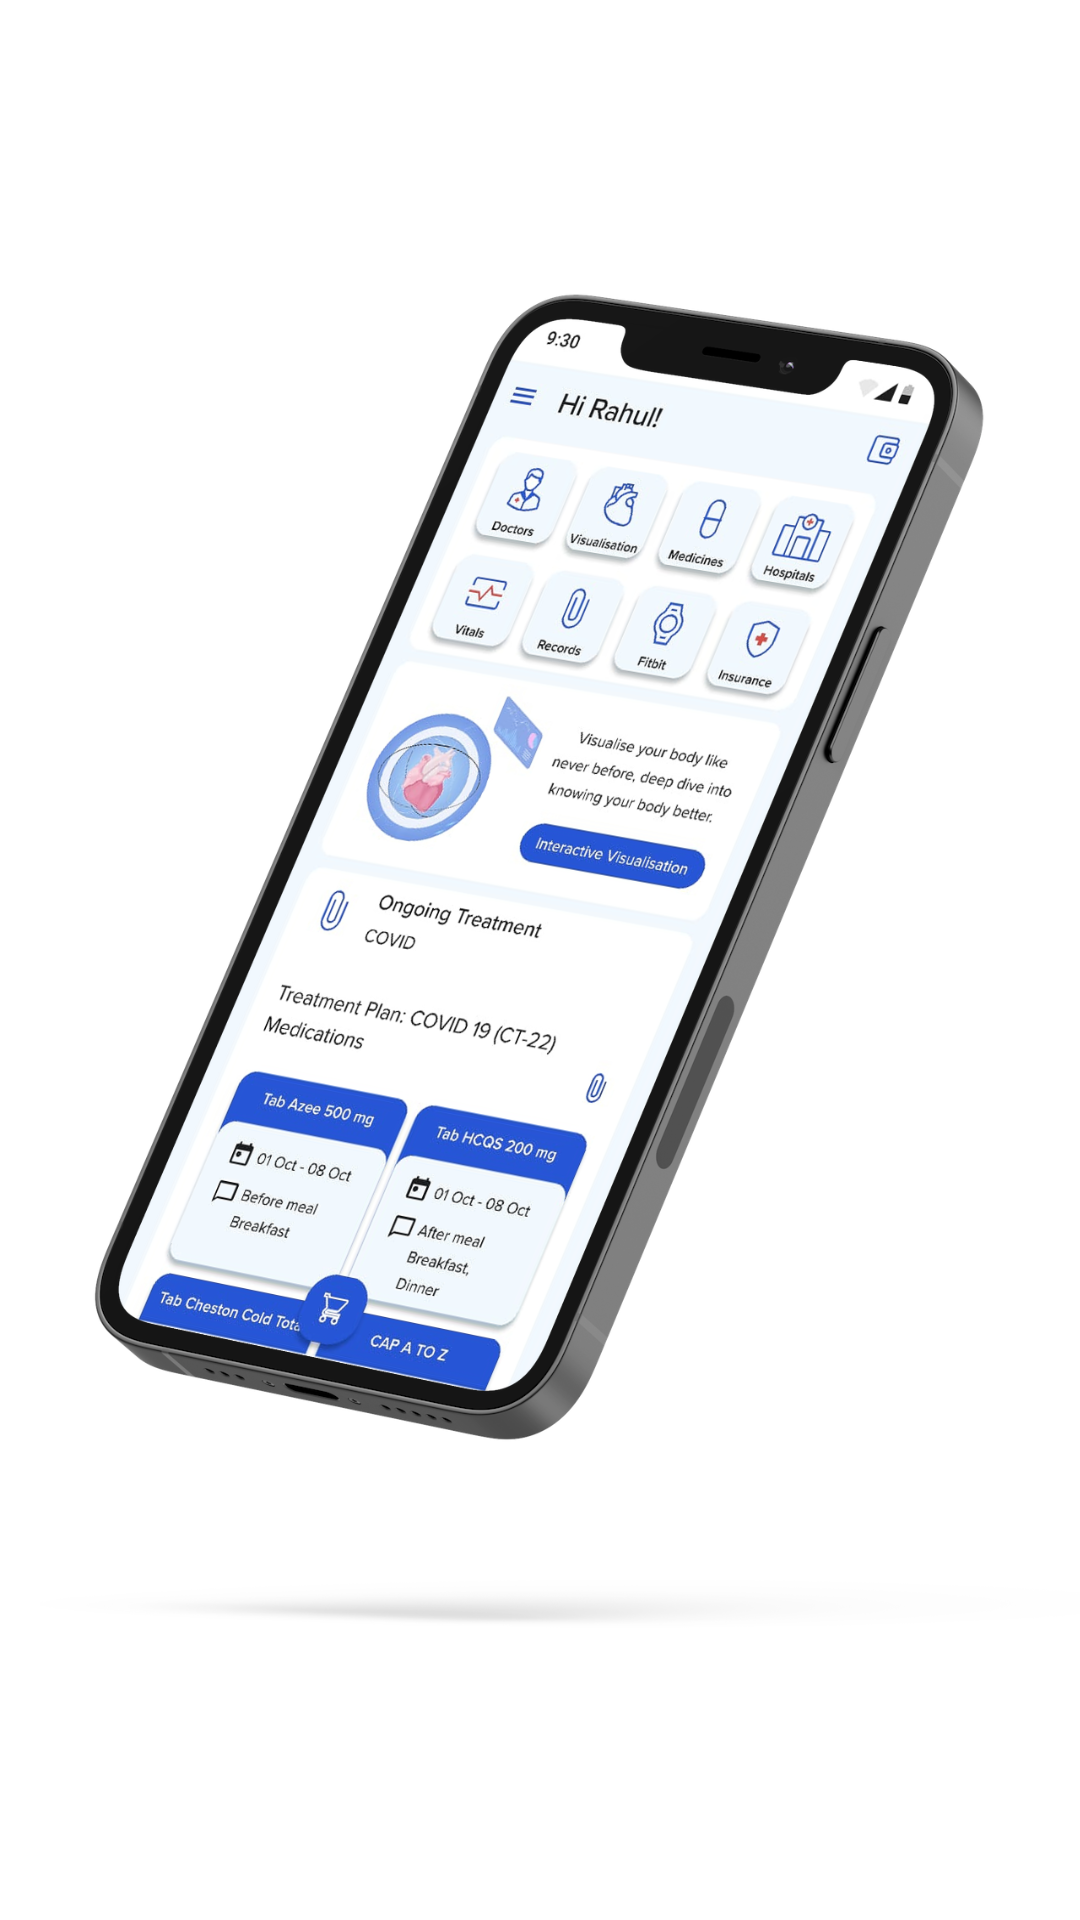 9:30
Hi Rahul!
Doctors
Visualisation
Medicines
Hospitals
Vitals
Records
Fitbit
Insurance
Visualise your body like
never before, deep dive into
knowing your body better.
Interactive Visualisation
Ongoing Treatment
COVID
Treatment Plan: COVID 19 (CT-22)
Medications
Tab Azee 500 mg
01 Oct - 08 Oct
Before meal
Breakfast
Tab HCQS 200 mg
01 Oct - 08 Oct
After meal
Breakfast,
Dinner
Tab Cheston Cold
CAP A TO Z